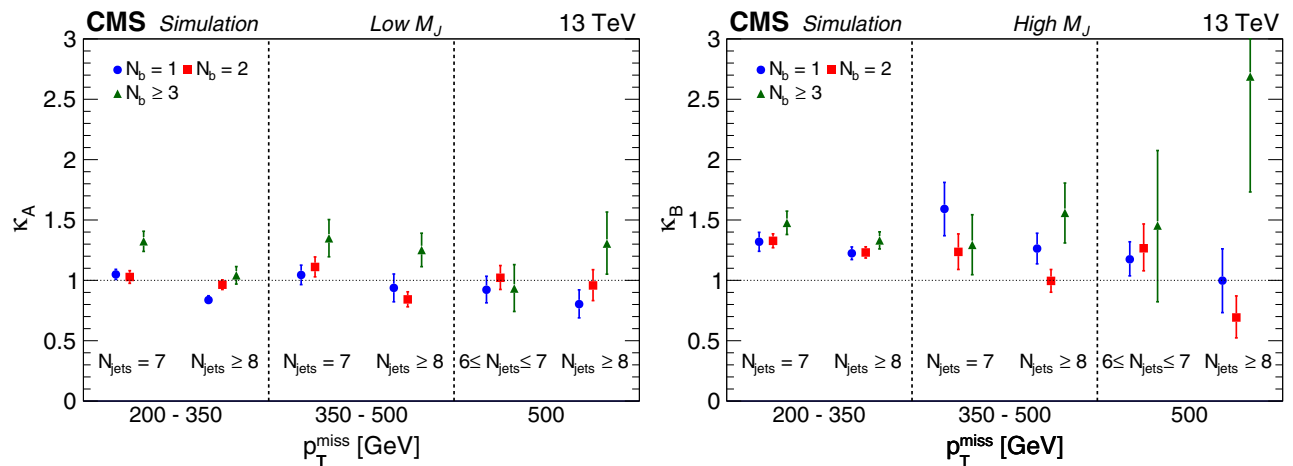 CMS Simulation Low M_J 13 TeV
3
2.5
2
1.5
1
0.5
0
κ_A
N_b = 1 N_b = 2
N_b ≥ 3
N_jets = 7 N_jets ≥ 8 N_jets = 7 N_jets ≥ 8 6≤ N_jets ≤7 N_jets ≥ 8
200 - 350 350 - 500 500
p_T^miss [GeV]
CMS Simulation High M_J 13 TeV
3
2.5
2
1.5
1
0.5
0
κ_B
N_b = 1 N_b = 2
N_b ≥ 3
N_jets = 7 N_jets ≥ 8 N_jets = 7 N_jets ≥ 8 6≤ N_jets ≤7 N_jets ≥ 8
200 - 350 350 - 500 500
p_T^miss [GeV]